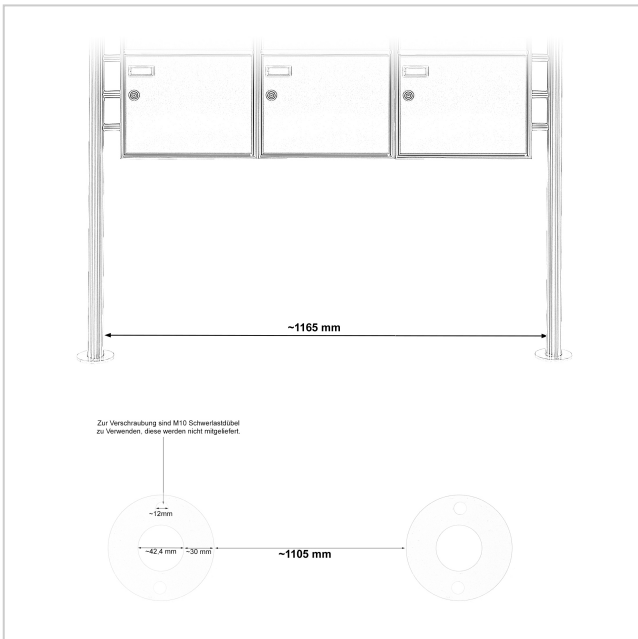 ~1165 mm
Zur Verschraubung sind M10 Schwerlastdübel
zu Verwenden, diese werden nicht mitgeliefert.
~12mm
~42,4 mm
~30 mm
~1105 mm